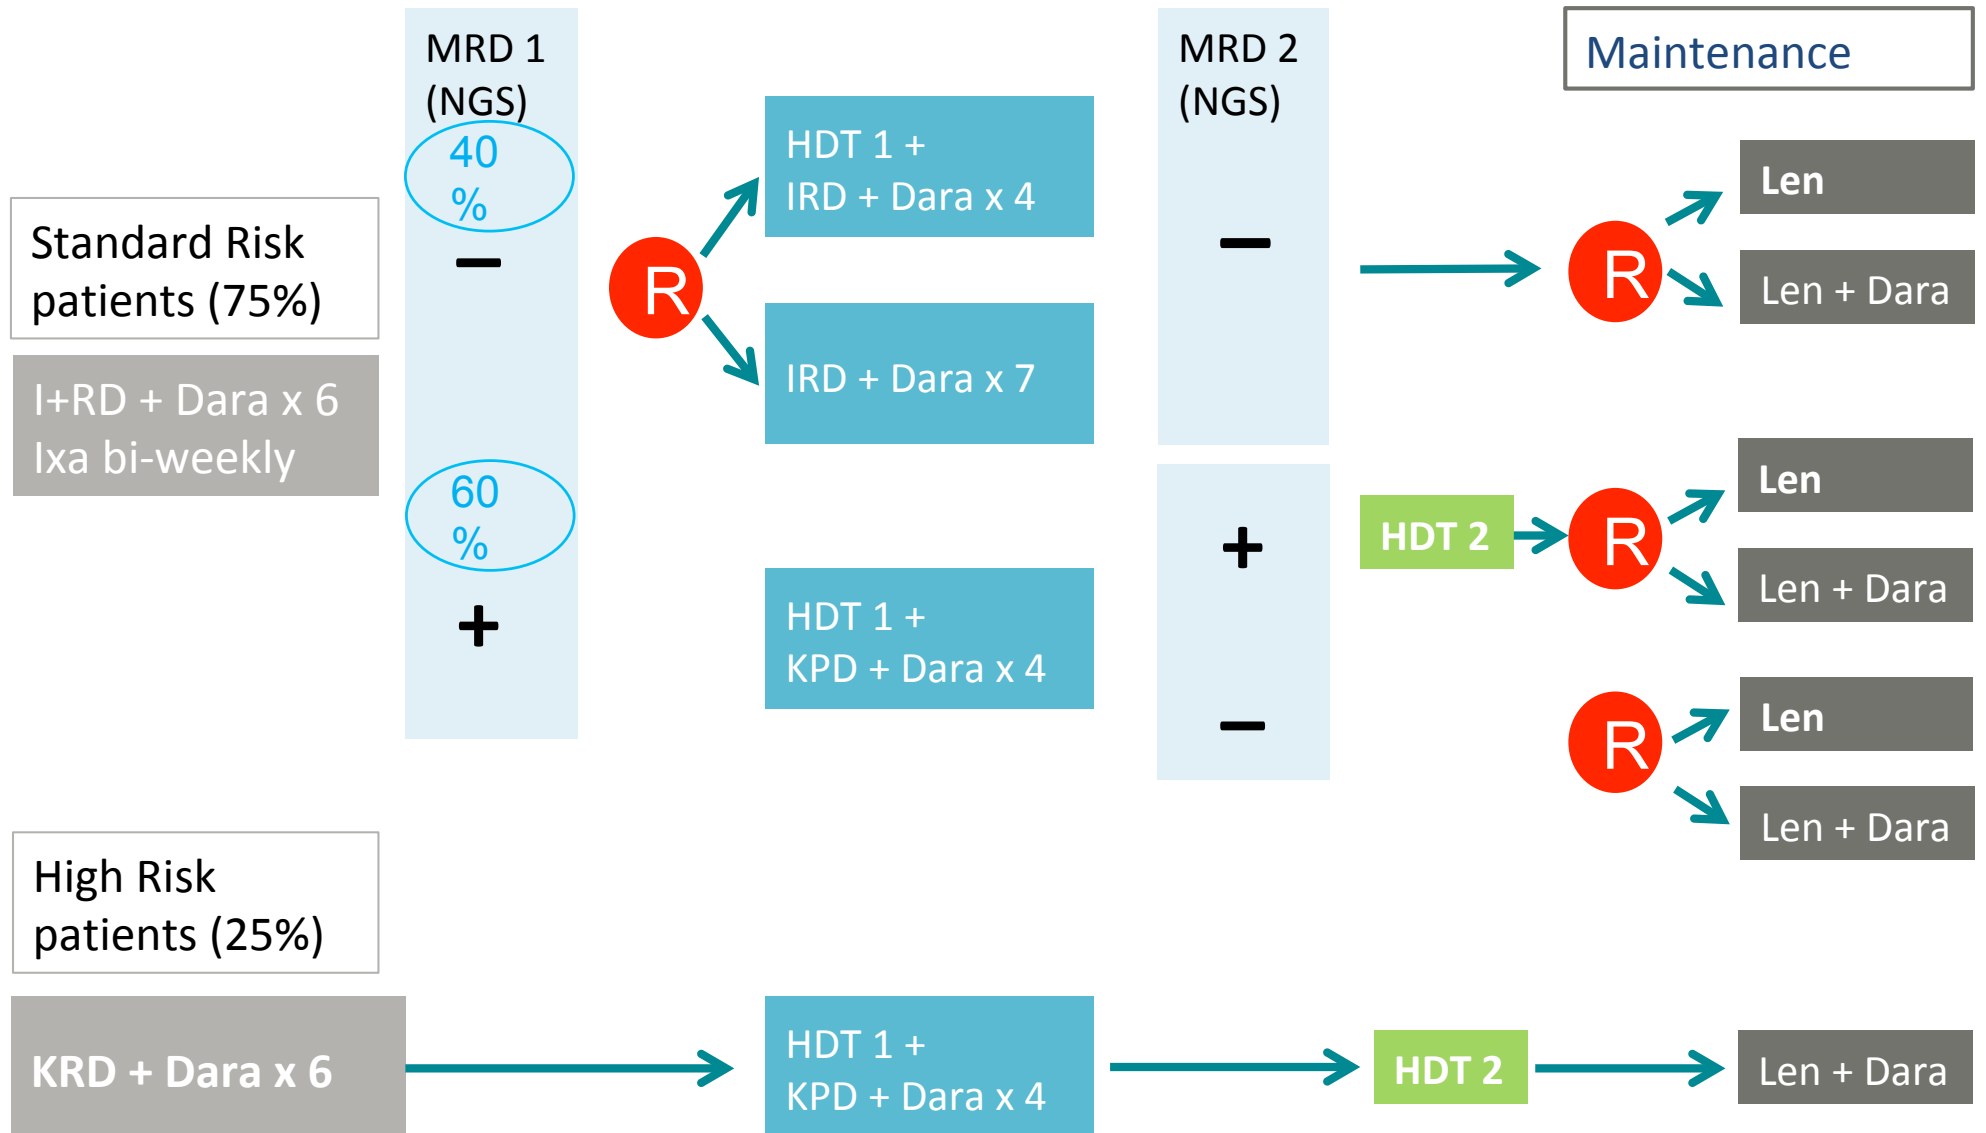 MRD 1
(NGS)
40
%
–
60
%
+
Standard Risk
patients (75%)
I+RD + Dara x 6
Ixa bi-weekly
R
HDT 1 +
IRD + Dara x 4
IRD + Dara x 7
HDT 1 +
KPD + Dara x 4
MRD 2
(NGS)
–
+
–
HDT 2
Maintenance
R
Len
Len + Dara
R
Len
Len + Dara
R
Len
Len + Dara
High Risk
patients (25%)
KRD + Dara x 6
HDT 1 +
KPD + Dara x 4
HDT 2
Len + Dara